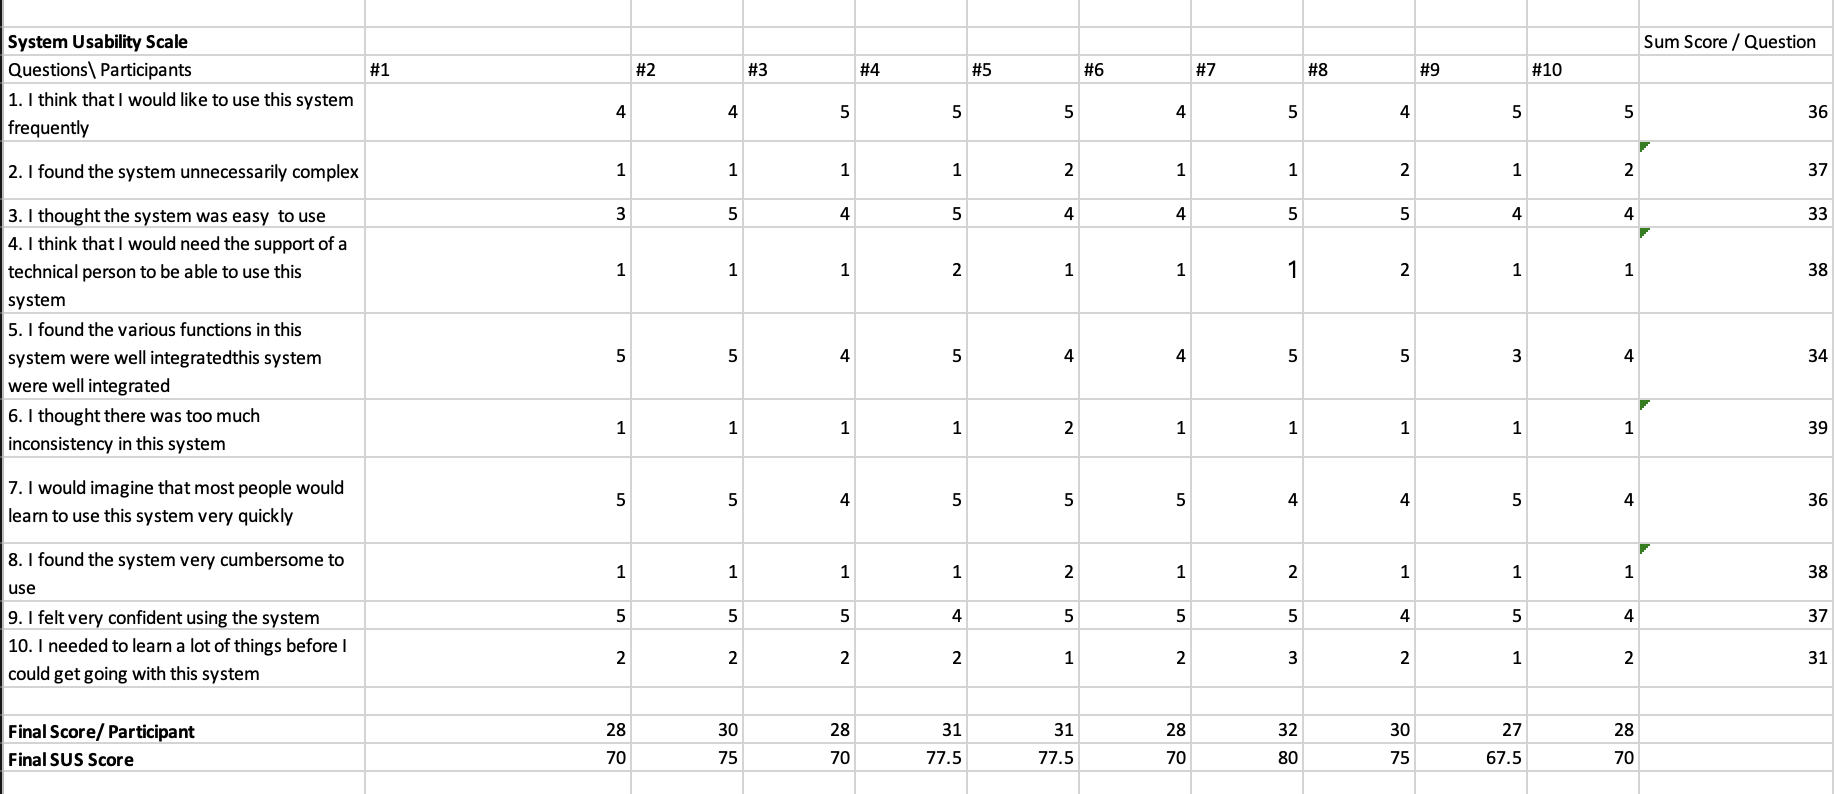 System Usability Scale
Sum Score / Question
Questions\ Participants #1 #2 #3 #4 #5 #6 #7 #8 #9 #10
1. I think that I would like to use this system
frequently
4 4 5 5 5 4 5 4 5 5 36
2. I found the system unnecessarily complex 1 1 1 1 2 1 1 2 1 2 37
3. I thought the system was easy  to use 3 5 4 5 4 4 5 5 4 4 33
4. I think that I would need the support of a
technical person to be able to use this
system
1 1 1 2 1 1 1 2 1 1 38
5. I found the various functions in this
system were well integratedthis system
were well integrated
5 5 4 5 4 4 5 5 3 4 34
6. I thought there was too much
inconsistency in this system
1 1 1 1 2 1 1 1 1 1 39
7. I would imagine that most people would
learn to use this system very quickly
5 5 4 5 5 5 4 4 5 4 36
8. I found the system very cumbersome to
use
1 1 1 1 2 1 2 1 1 1 38
9. I felt very confident using the system 5 5 5 4 5 5 5 4 5 4 37
10. I needed to learn a lot of things before I
could get going with this system
2 2 2 2 1 2 3 2 1 2 31
Final Score/ Participant 28 30 28 31 31 28 32 30 27 28
Final SUS Score 70 75 70 77.5 77.5 70 80 75 67.5 70